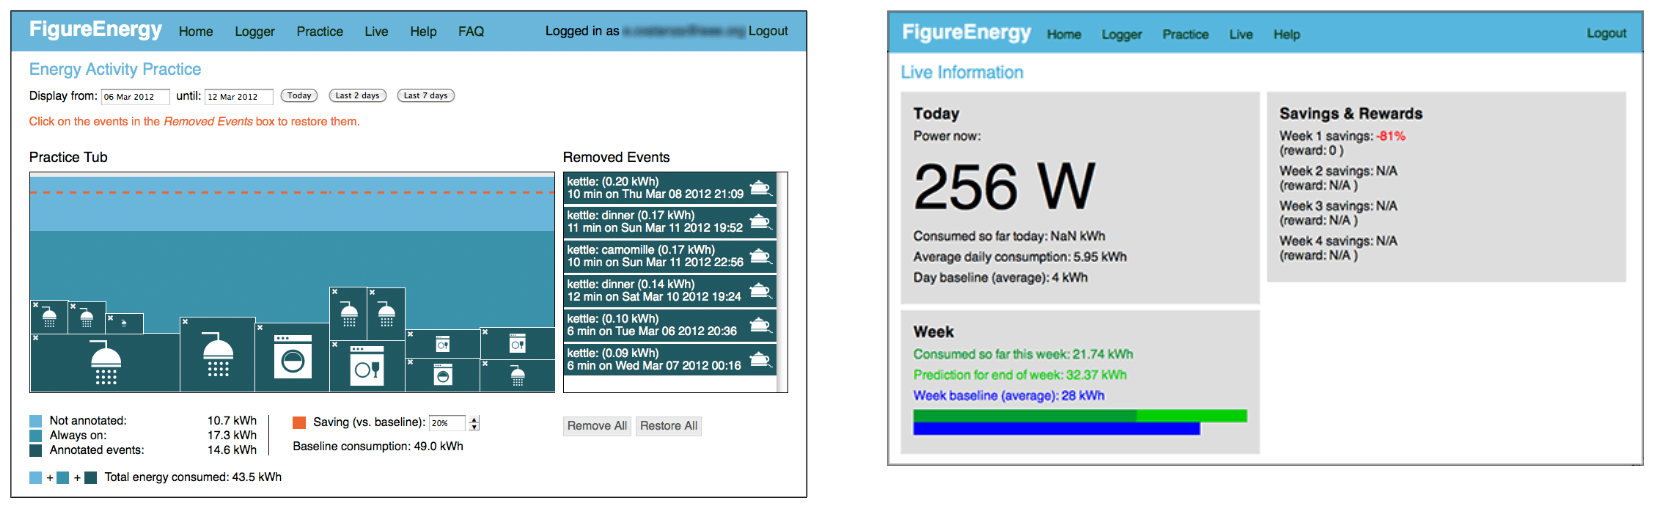 FigureEnergy Home Logger Practice Live Help FAQ Logged in as Logout
Energy Activity Practice
Display from: 06 Mar 2012 until: 12 Mar 2012 Today Last 2 days Last 7 days
Click on the events in the Removed Events box to restore them.
Practice Tub
Removed Events
kettle: (0.20 kWh)
10 min on Thu Mar 08 2012 21:09
kettle: dinner (0.17 kWh)
11 min on Sun Mar 11 2012 19:52
kettle: camomille (0.17 kWh)
10 min on Sun Mar 11 2012 22:56
kettle: dinner (0.14 kWh)
12 min on Sat Mar 10 2012 19:24
kettle: (0.10 kWh)
6 min on Tue Mar 06 2012 20:36
kettle: (0.09 kWh)
6 min on Wed Mar 07 2012 00:16
Not annotated: 10.7 kWh
Always on: 17.3 kWh
Annotated events: 14.6 kWh
Saving (vs. baseline): 20%
Baseline consumption: 49.0 kWh
Remove All Restore All
+ + Total energy consumed: 43.5 kWh
FigureEnergy Home Logger Practice Live Help Logout
Live Information
Today
Power now:
256 W
Consumed so far today: NaN kWh
Average daily consumption: 5.95 kWh
Day baseline (average): 4 kWh
Week
Consumed so far this week: 21.74 kWh
Prediction for end of week: 32.37 kWh
Week baseline (average): 28 kWh
Savings & Rewards
Week 1 savings: -81%
(reward: 0 )
Week 2 savings: N/A
(reward: N/A )
Week 3 savings: N/A
(reward: N/A )
Week 4 savings: N/A
(reward: N/A )